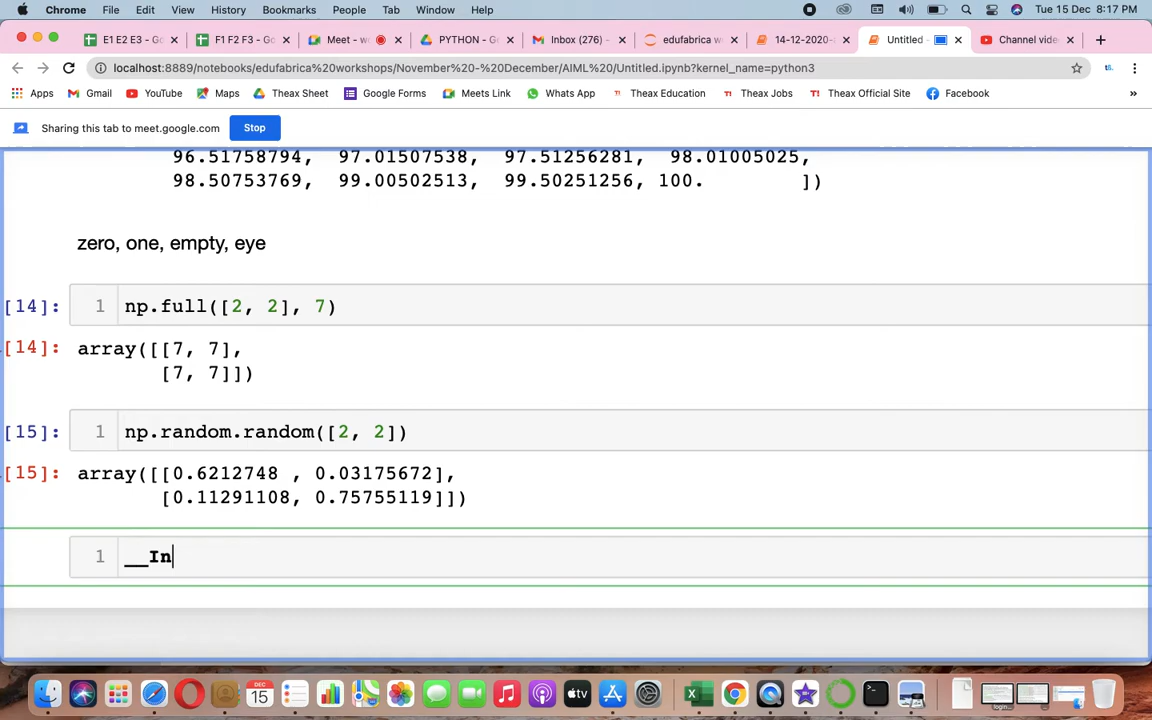 Chrome File Edit View History Bookmarks People Tab Window Help Tue 15 Dec 8:17 PM
E1 E2 E3 - Go F1 F2 F3 - Goo Meet - w PYTHON - Go Inbox (276) - edufabrica w 14-12-2020- Untitled Channel vide
localhost:8889/notebooks/edufabrica%20workshops/November%20-%20December/AIML%20/Untitled.ipynb?kernel_name=python3
Apps Gmail YouTube Maps Theax Sheet Google Forms Meets Link Whats App Theax Education Theax Jobs Theax Official Site Facebook »
Sharing this tab to meet.google.com Stop
96.51758794, 97.01507538, 97.51256281, 98.01005025,
98.50753769, 99.00502513, 99.50251256, 100. ])
zero, one, empty, eye
[14]: 1 np.full([2, 2], 7)
[14]: array([[7, 7],
[7, 7]])
[15]: 1 np.random.random([2, 2])
[15]: array([[0.6212748 , 0.03175672],
[0.11291108, 0.75755119]])
1 __In